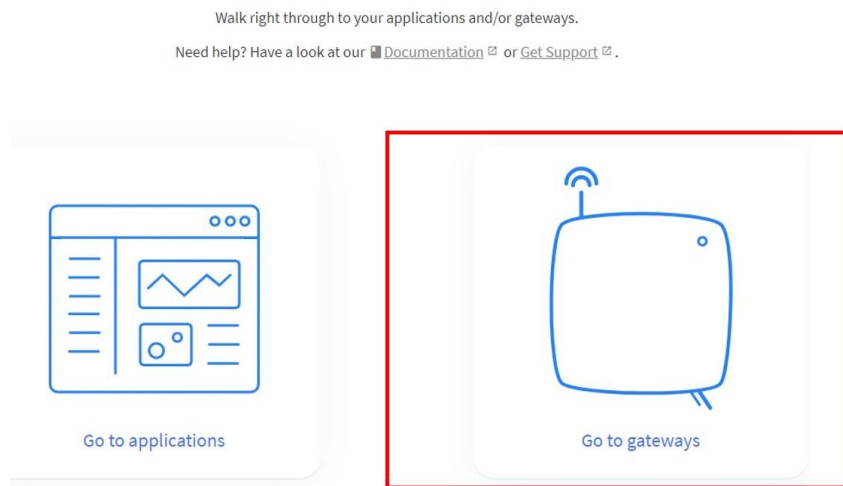 Walk right through to your applications and/or gateways.
Need help? Have a look at our Documentation or Get Support .
Go to applications
Go to gateways